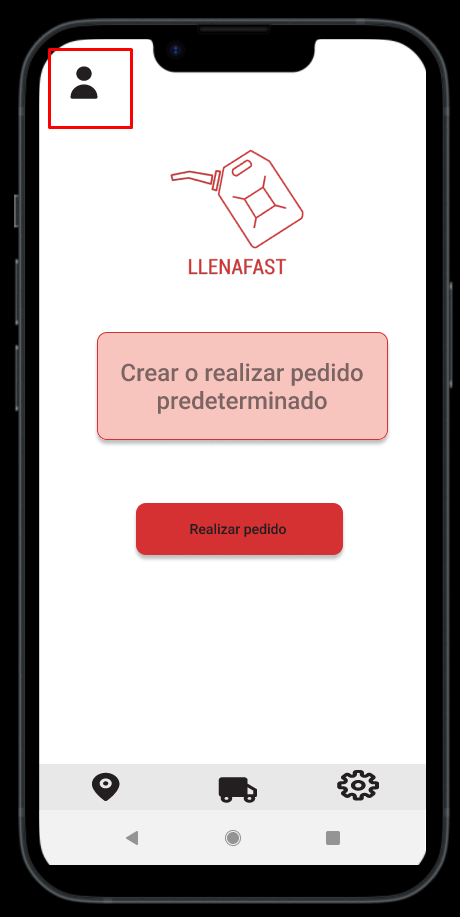 LLENAFAST
Crear o realizar pedido
predeterminado
Realizar pedido